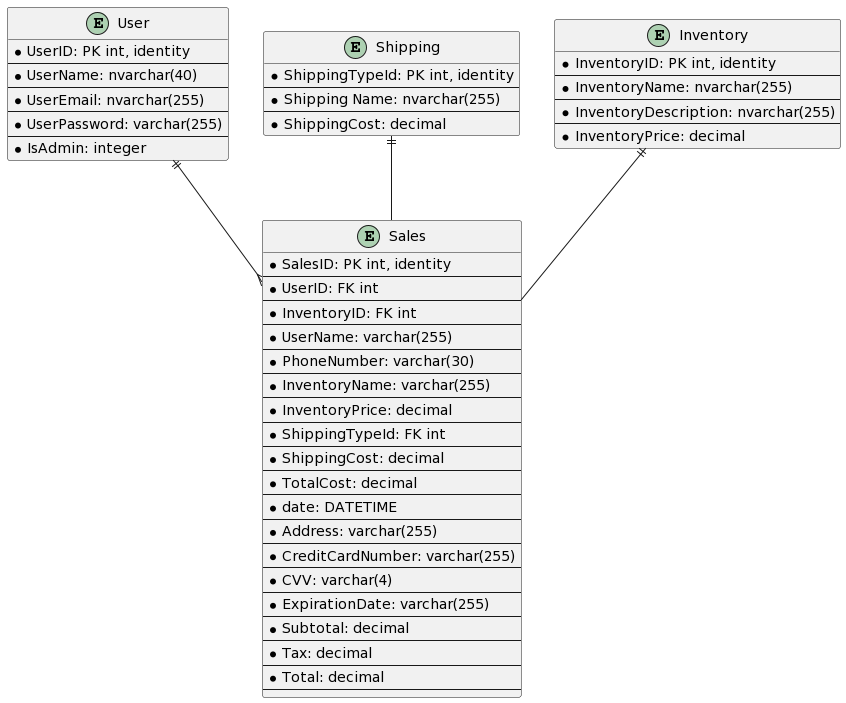 E User
UserID: PK int, identity
UserName: nvarchar(40)
UserEmail: nvarchar(255)
UserPassword: varchar(255)
IsAdmin: integer
E Shipping
ShippingTypeId: PK int, identity
Shipping Name: nvarchar(255)
ShippingCost: decimal
E Inventory
InventoryID: PK int, identity
InventoryName: nvarchar(255)
InventoryDescription: nvarchar(255)
InventoryPrice: decimal
E Sales
SalesID: PK int, identity
UserID: FK int
InventoryID: FK int
UserName: varchar(255)
PhoneNumber: varchar(30)
InventoryName: varchar(255)
InventoryPrice: decimal
ShippingTypeId: FK int
ShippingCost: decimal
TotalCost: decimal
date: DATETIME
Address: varchar(255)
CreditCardNumber: varchar(255)
CVV: varchar(4)
ExpirationDate: varchar(255)
Subtotal: decimal
Tax: decimal
Total: decimal